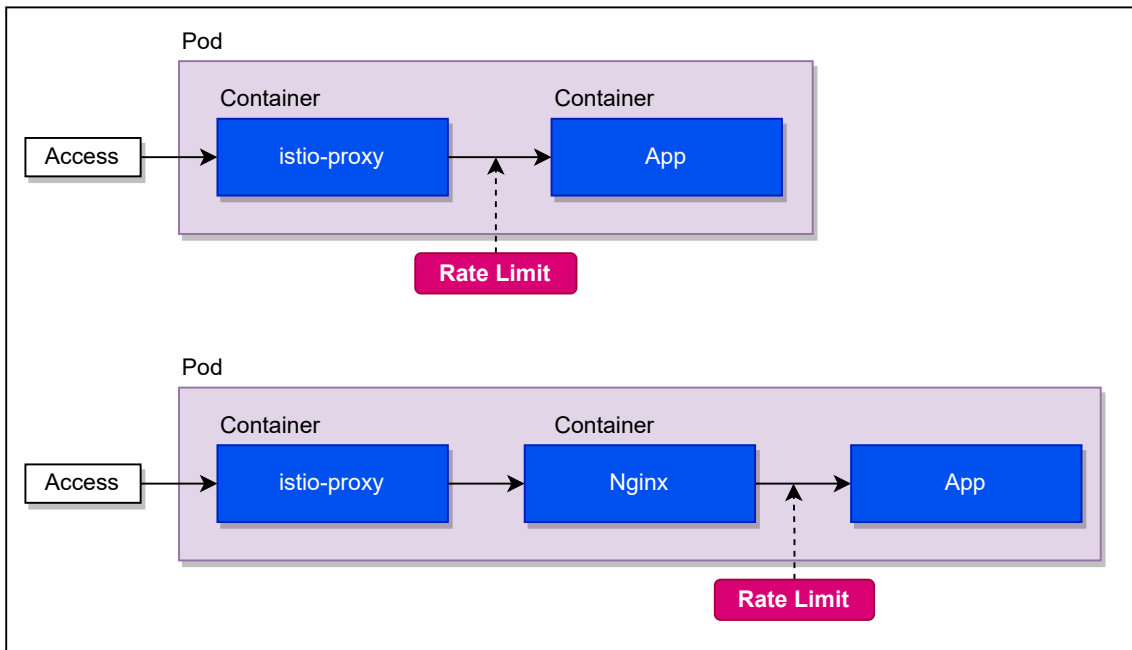 Pod
Container
Container
Access
istio-proxy
App
Rate Limit
Pod
Container
Container
Access
istio-proxy
Nginx
App
Rate Limit